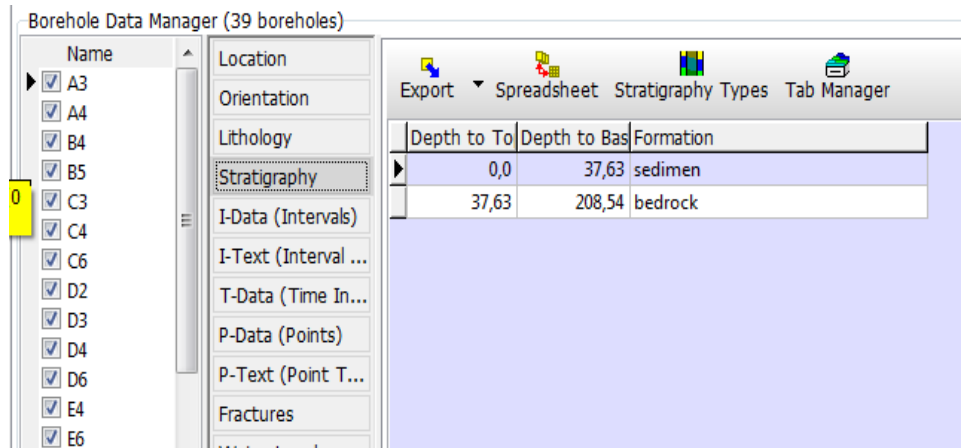 Borehole Data Manager (39 boreholes)
Name
A3
A4
B4
B5
C3
C4
C6
D2
D3
D4
D6
E4
E6
0
Location
Orientation
Lithology
Stratigraphy
I-Data (Intervals)
I-Text (Interval ...
T-Data (Time In...
P-Data (Points)
P-Text (Point T...
Fractures
Export Spreadsheet Stratigraphy Types Tab Manager
Depth to To Depth to Bas Formation
0,0 37,63 sedimen
37,63 208,54 bedrock